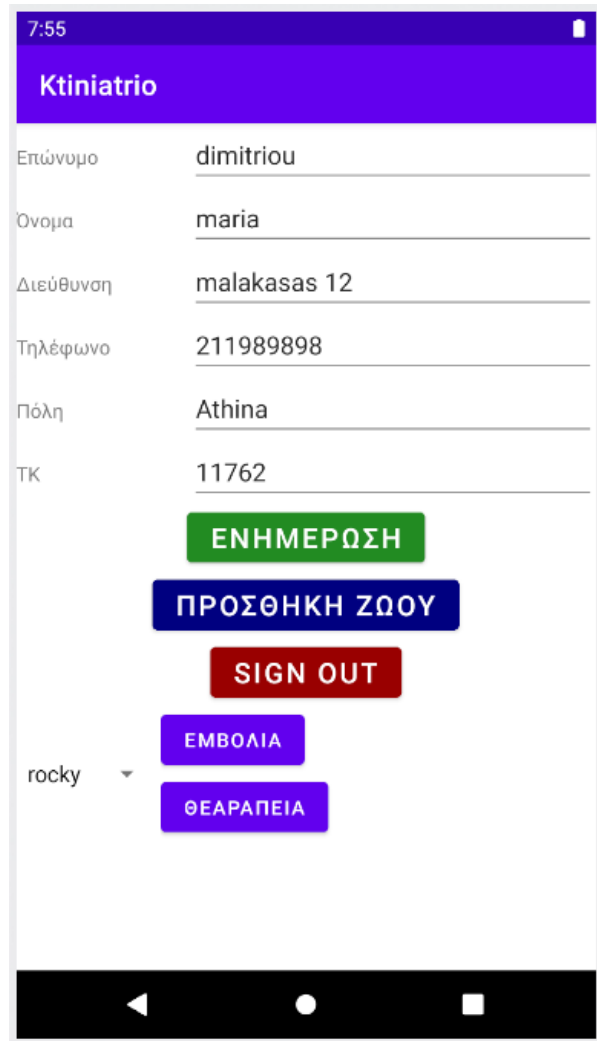 7:55
Ktiniatrio
Επώνυμο dimitriou
Όνομα maria
Διεύθυνση malakasas 12
Τηλέφωνο 211989898
Πόλη Athina
ΤΚ 11762
ΕΝΗΜΕΡΩΣΗ
ΠΡΟΣΘΗΚΗ ΖΩΟΥ
SIGN OUT
ΕΜΒΟΛΙΑ
rocky
ΘΕΑΡΑΠΕΙΑ